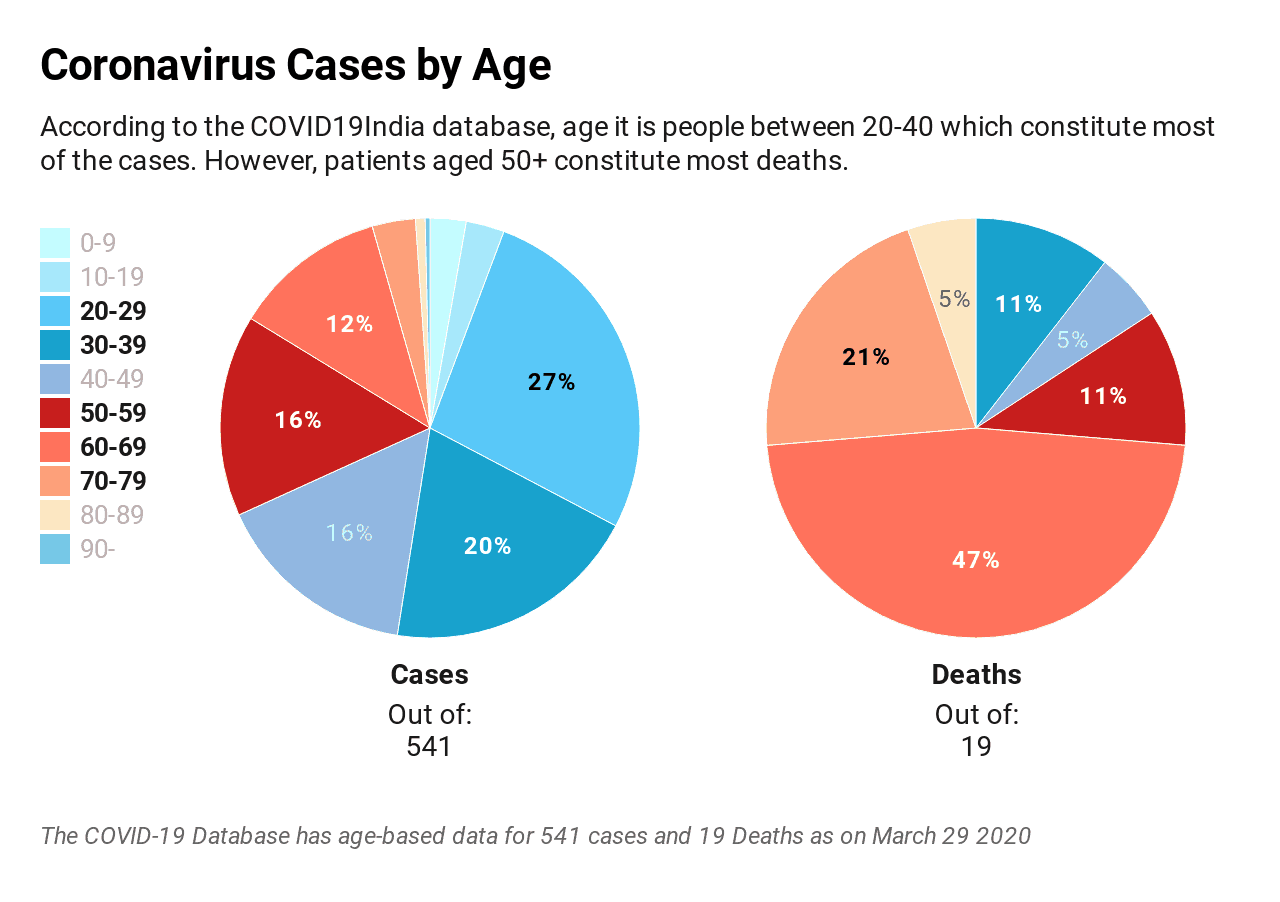 Coronavirus Cases by Age
According to the COVID19India database, age it is people between 20-40 which constitute most
of the cases. However, patients aged 50+ constitute most deaths.
0-9
10-19
20-29
30-39
40-49
50-59
60-69
70-79
80-89
90-
12%
27%
16%
16%
20%
Cases
Out of:
541
5%
11%
5%
21%
11%
47%
Deaths
Out of:
19
The COVID-19 Database has age-based data for 541 cases and 19 Deaths as on March 29 2020